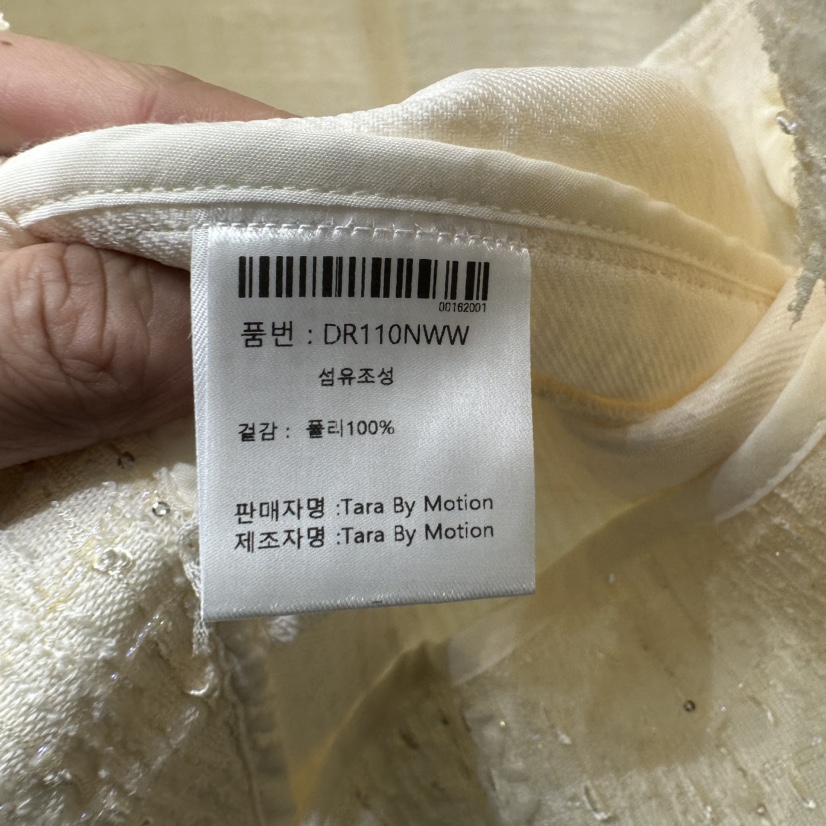 00162001
품번 : DR110NWW
섬유조성
겉감 : 폴리100%
판매자명 :Tara By Motion
제조자명 :Tara By Motion